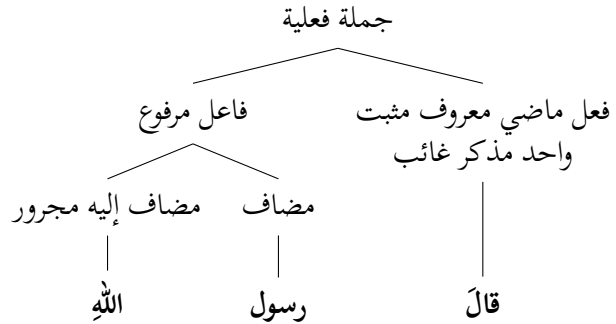 جملة فعلية
فعل ماضي معروف مثبت
واحد مذكر غائب
فاعل مرفوع
مضاف
مضاف إليه مجرور
قالَ
رسول
اللّٰهِ